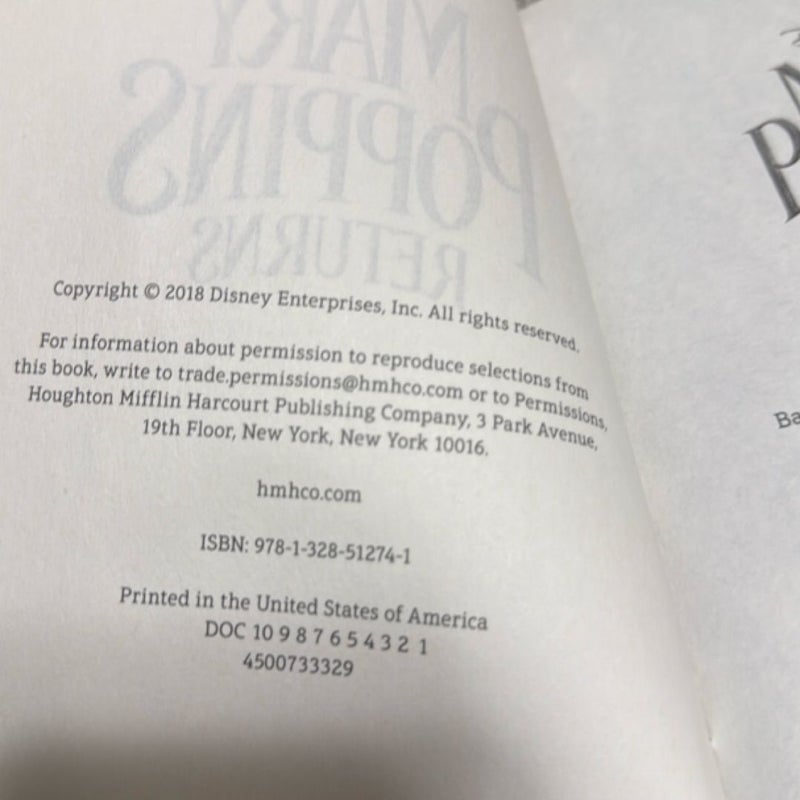 MARY
POPPINS
RETURNS
Copyright © 2018 Disney Enterprises, Inc. All rights reserved.
For information about permission to reproduce selections from
this book, write to trade.permissions@hmhco.com or to Permissions,
Houghton Mifflin Harcourt Publishing Company, 3 Park Avenue,
19th Floor, New York, New York 10016.
hmhco.com
ISBN: 978-1-328-51274-1
Printed in the United States of America
DOC 10 9 8 7 6 5 4 3 2 1
4500733329